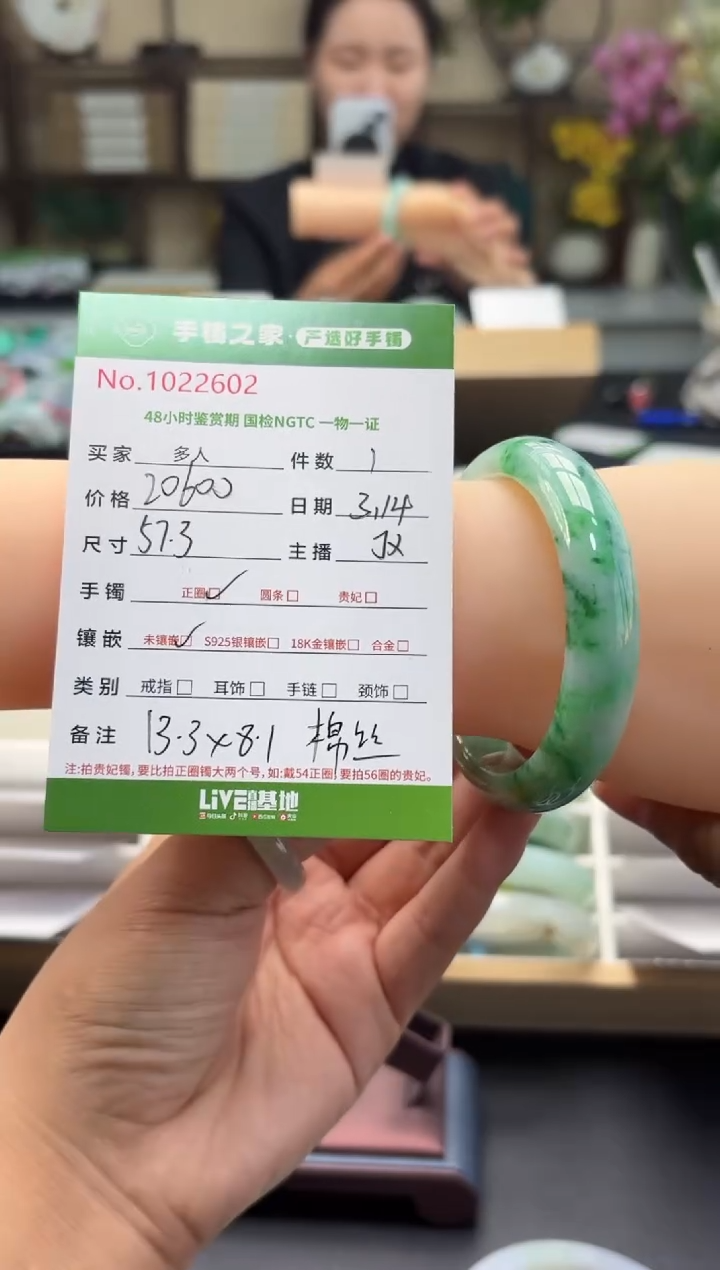 手镯之家·严选好手镯
No.1022602
48小时鉴赏期 国检NGTC 一物一证
买家 多人 件数 1
价格 20600 日期 3.14
尺寸 57.3 主播
手镯 正圈☑ 圆条□ 贵妃□
镶嵌 未镶嵌☑ S925银镶嵌□ 18K金镶嵌□ 合金□
类别 戒指□ 耳饰□ 手链□ 颈饰□
备注 13.3×8.1 棉丝
注:拍贵妃镯,要比拍正圈镯大两个号,如:戴54正圈,要拍56圈的贵妃。
LiVE 基地